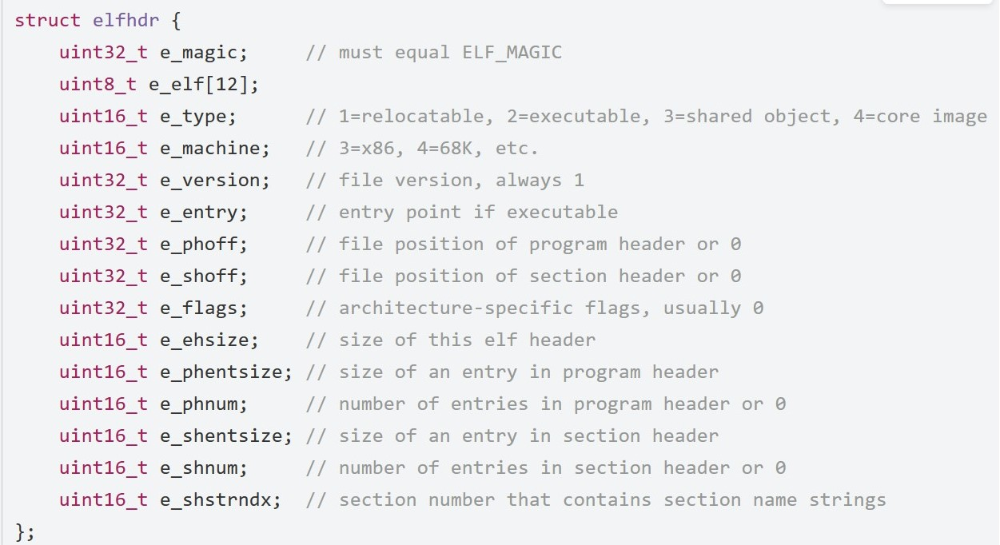 struct elfhdr {
    uint32_t e_magic;     // must equal ELF_MAGIC
    uint8_t e_elf[12];
    uint16_t e_type;      // 1=relocatable, 2=executable, 3=shared object, 4=core image
    uint16_t e_machine;   // 3=x86, 4=68K, etc.
    uint32_t e_version;   // file version, always 1
    uint32_t e_entry;     // entry point if executable
    uint32_t e_phoff;     // file position of program header or 0
    uint32_t e_shoff;     // file position of section header or 0
    uint32_t e_flags;     // architecture-specific flags, usually 0
    uint16_t e_ehsize;    // size of this elf header
    uint16_t e_phentsize; // size of an entry in program header
    uint16_t e_phnum;     // number of entries in program header or 0
    uint16_t e_shentsize; // size of an entry in section header
    uint16_t e_shnum;     // number of entries in section header or 0
    uint16_t e_shstrndx;  // section number that contains section name strings
};